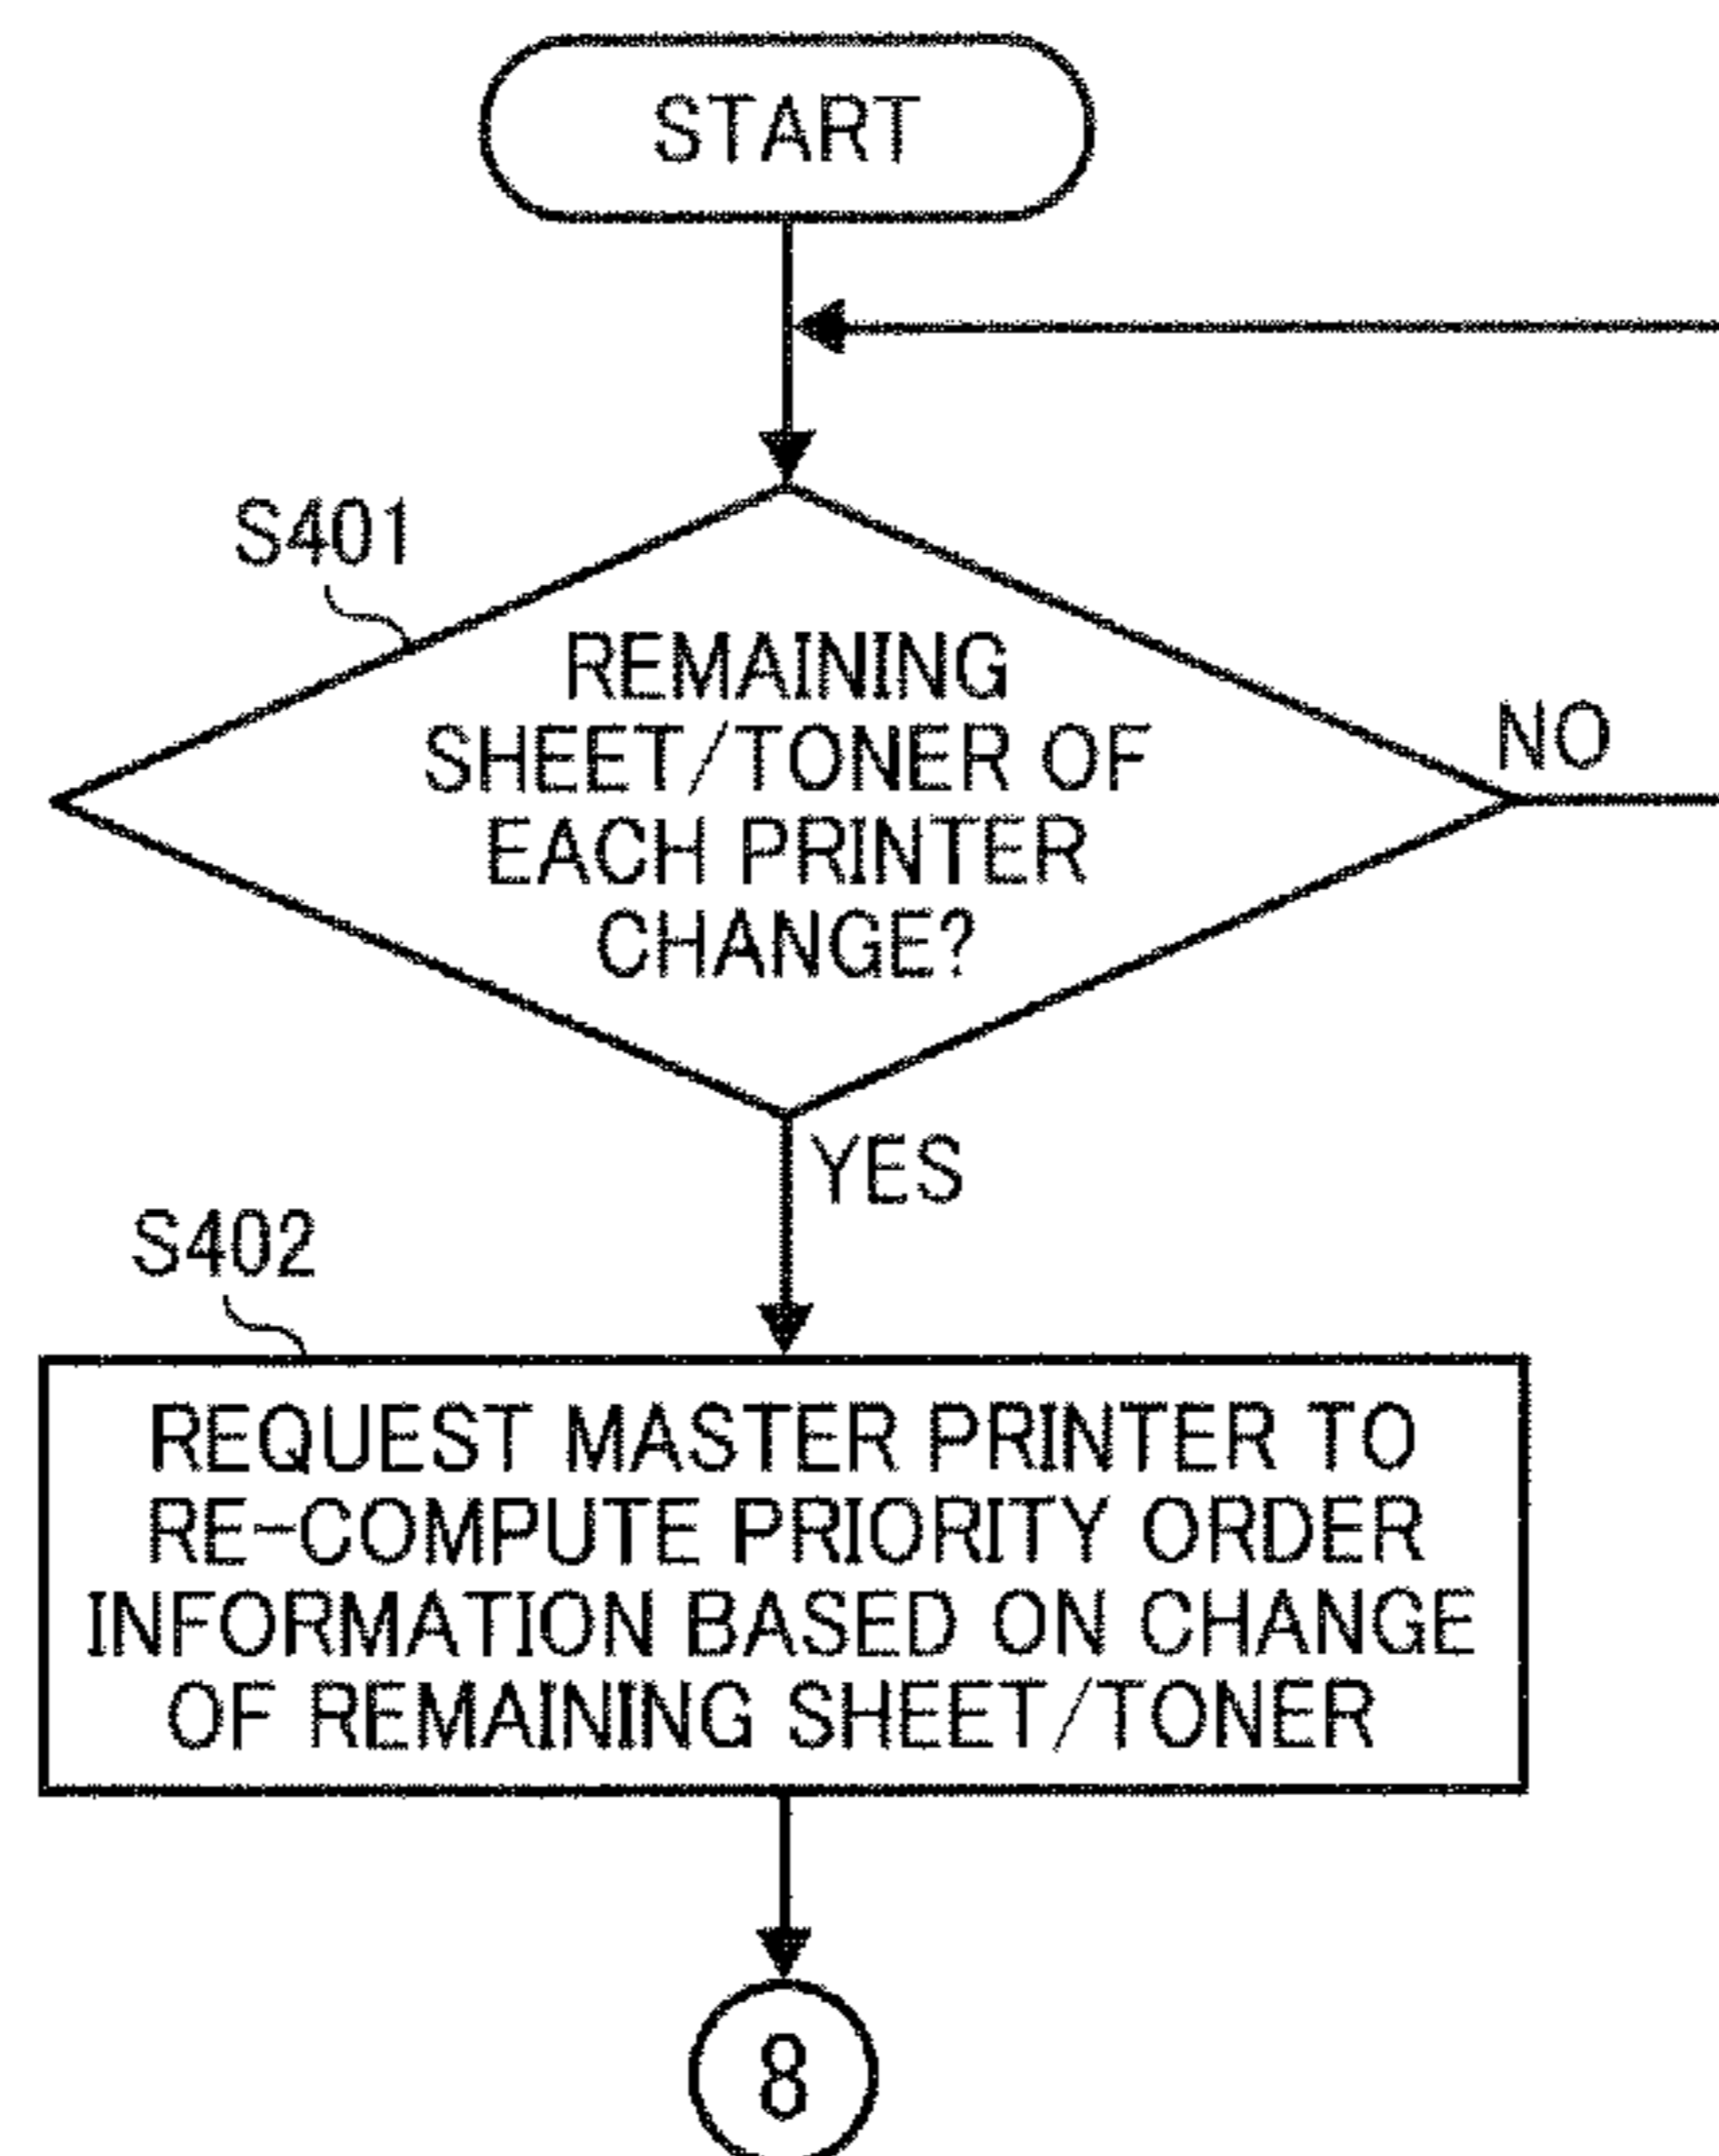 START
S401
REMAINING
SHEET/TONER OF
EACH PRINTER
CHANGE?
NO
YES
S402
REQUEST MASTER PRINTER TO
RE-COMPUTE PRIORITY ORDER
INFORMATION BASED ON CHANGE
OF REMAINING SHEET/TONER
8